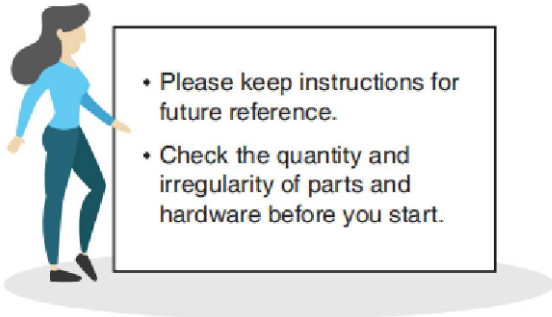 • Please keep instructions for
future reference.
• Check the quantity and
irregularity of parts and
hardware before you start.